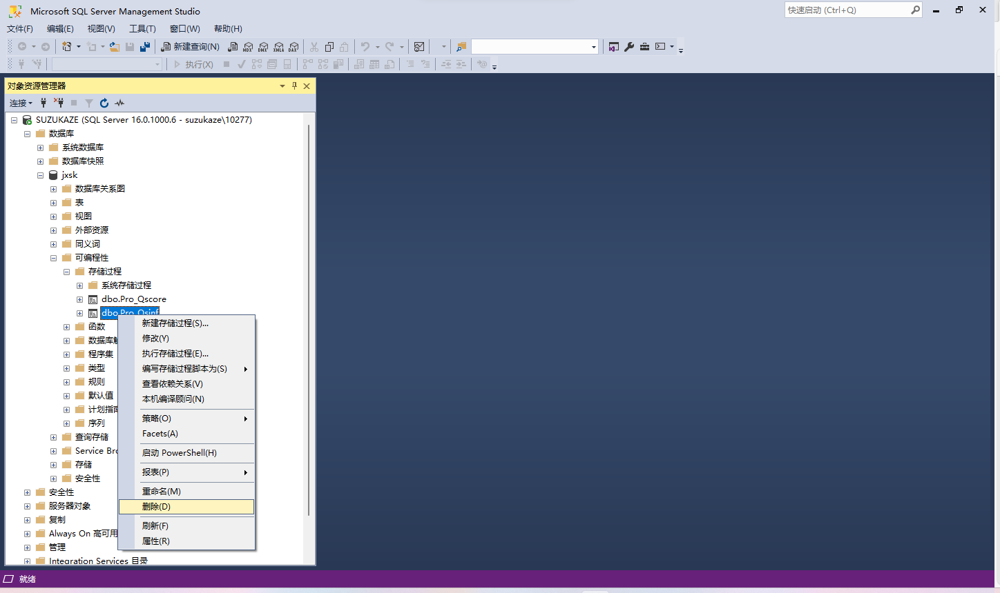 Microsoft SQL Server Management Studio
快速启动 (Ctrl+Q)
文件(F) 编辑(E) 视图(V) 工具(T) 窗口(W) 帮助(H)
新建查询(N) MDX DMX XMLA DAX
执行(X)
对象资源管理器
连接
SUZUKAZE (SQL Server 16.0.1000.6 - suzukaze\10277)
数据库
系统数据库
数据库快照
jxsk
数据库关系图
表
视图
外部资源
同义词
可编程性
存储过程
系统存储过程
dbo.Pro_Qscore
dbo.Pro_Qsinf
函数
数据库触
程序集
类型
规则
默认值
计划指南
序列
查询存储
Service Bro
存储
安全性
安全性
服务器对象
复制
Always On 高可用
管理
Integration Services 目录
新建存储过程(S)...
修改(Y)
执行存储过程(E)...
编写存储过程脚本为(S)
查看依赖关系(V)
本机编译顾问(N)
策略(O)
Facets(A)
启动 PowerShell(H)
报表(P)
重命名(M)
删除(D)
刷新(F)
属性(R)
就绪